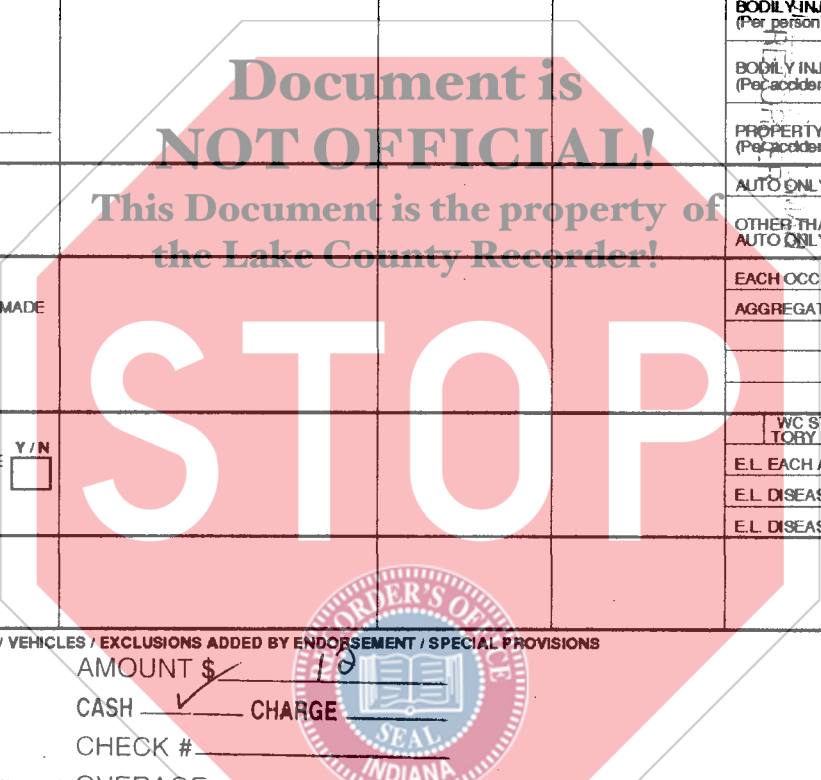 BODILY INJ
(Per person
Document is
BODILY INJ
(Per acciden
NOT OFFICIAL!
PROPERTY
(Per acciden
AUTO ONLY
This Document is the property of
OTHER THA
AUTO ONLY
the Lake County Recorder!
EACH OCC
MADE
AGGREGAT
STOP
WC S
TORY
Y / N
E.L. EACH A
E.L. DISEAS
E.L. DISEAS
RECORDER'S OFFICE
/ VEHICLES / EXCLUSIONS ADDED BY ENDORSEMENT / SPECIAL PROVISIONS
AMOUNT $ 12
CASH ✓ CHARGE
CHECK #
SEAL
INDIANA
OVERAGE